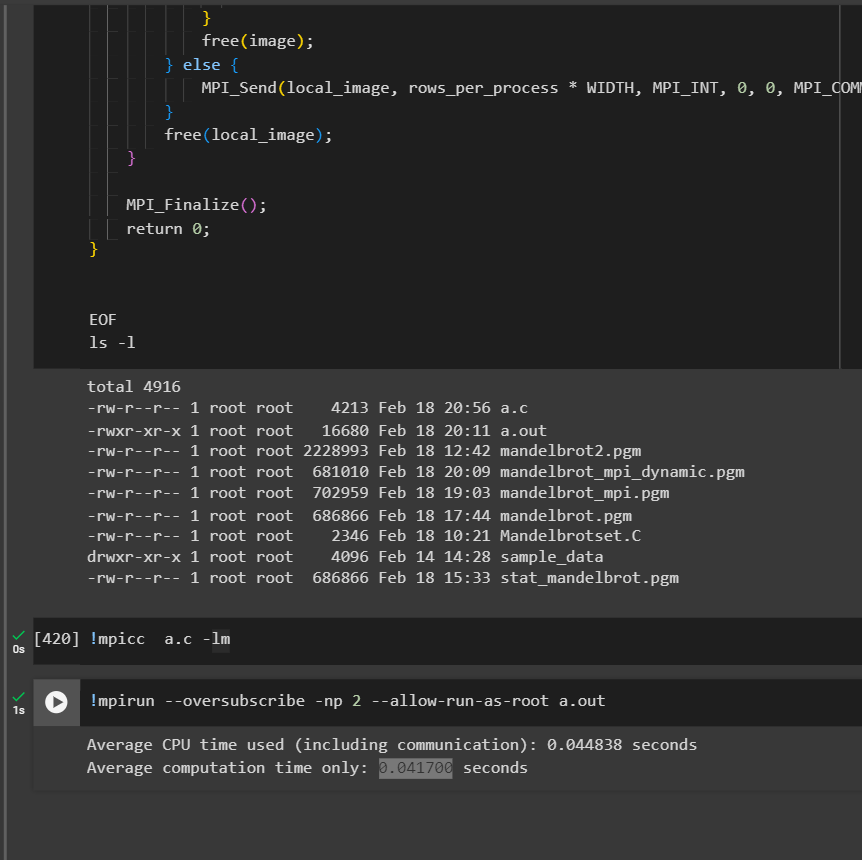 }
free(image);
} else {
MPI_Send(local_image, rows_per_process * WIDTH, MPI_INT, 0, 0,
}
free(local_image);
}
MPI_Finalize();
return 0;
}
EOF
ls -l
total 4916
-rw-r--r-- 1 root root    4213 Feb 18 20:56 a.c
-rwxr-xr-x 1 root root   16680 Feb 18 20:11 a.out
-rw-r--r-- 1 root root 2228993 Feb 18 12:42 mandelbrot2.pgm
-rw-r--r-- 1 root root  681010 Feb 18 20:09 mandelbrot_mpi_dynamic.pgm
-rw-r--r-- 1 root root  702959 Feb 18 19:03 mandelbrot_mpi.pgm
-rw-r--r-- 1 root root  686866 Feb 18 17:44 mandelbrot.pgm
-rw-r--r-- 1 root root    2346 Feb 18 10:21 Mandelbrotset.C
drwxr-xr-x 1 root root    4096 Feb 14 14:28 sample_data
-rw-r--r-- 1 root root  686866 Feb 18 15:33 stat_mandelbrot.pgm
[420] !mpicc  a.c -lm
0s
!mpirun --oversubscribe -np 2 --allow-run-as-root a.out
1s
Average CPU time used (including communication): 0.044838 seconds
Average computation time only: 0.041700 seconds